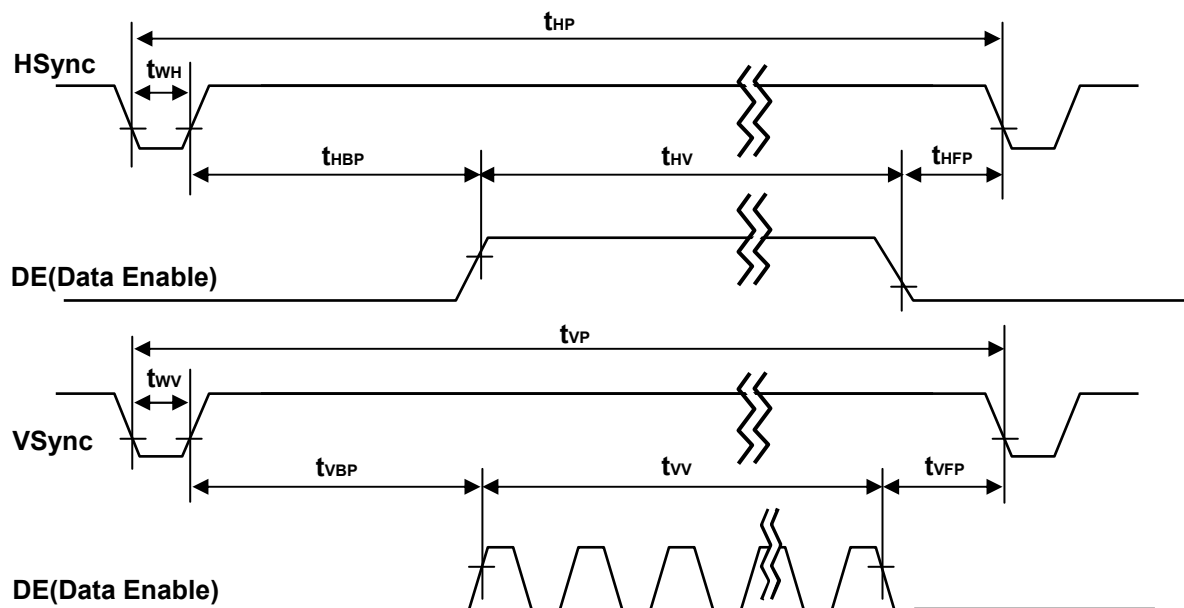 tHP
HSync
tWH
tHBP
tHV
tHFP
DE(Data Enable)
tVP
tWV
VSync
tVBP
tVV
tVFP
DE(Data Enable)